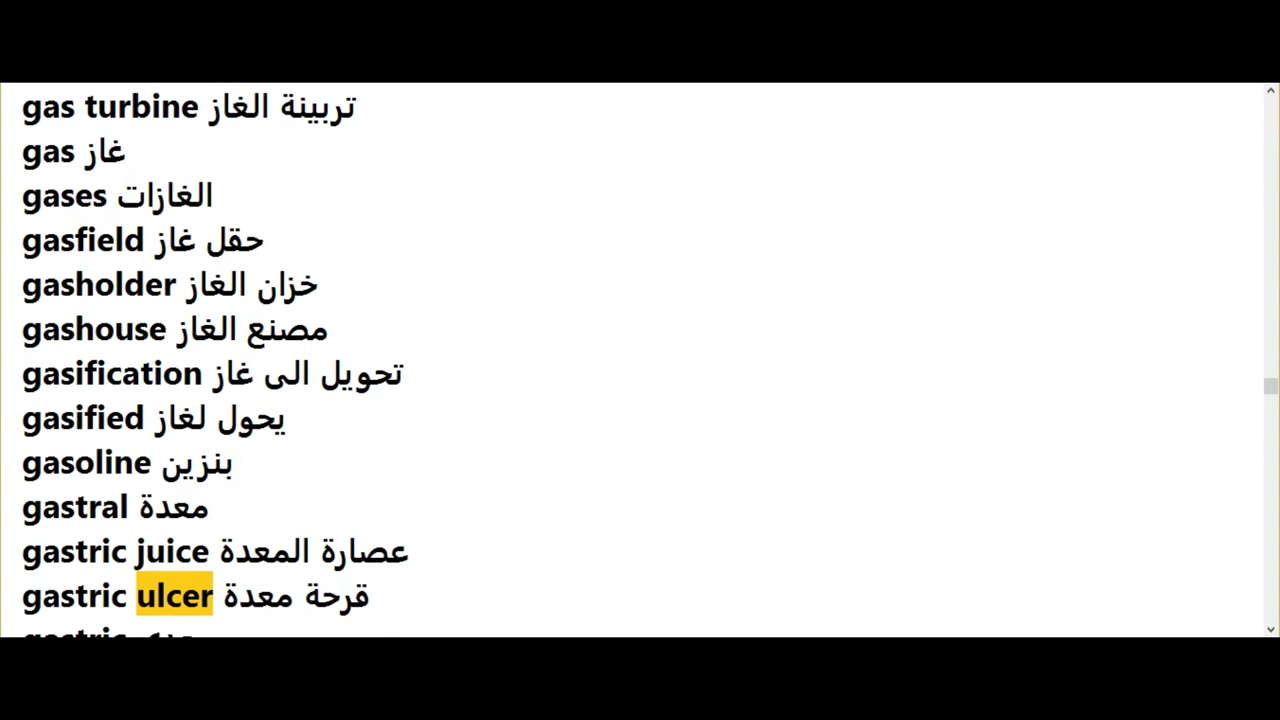 gas turbine تربينة الغاز
gas غاز
gases الغازات
gasfield حقل غاز
gasholder خزان الغاز
gashouse مصنع الغاز
gasification تحويل الى غاز
gasified يحول لغاز
gasoline بنزين
gastral معدة
gastric juice عصارة المعدة
gastric ulcer قرحة معدة
gastric